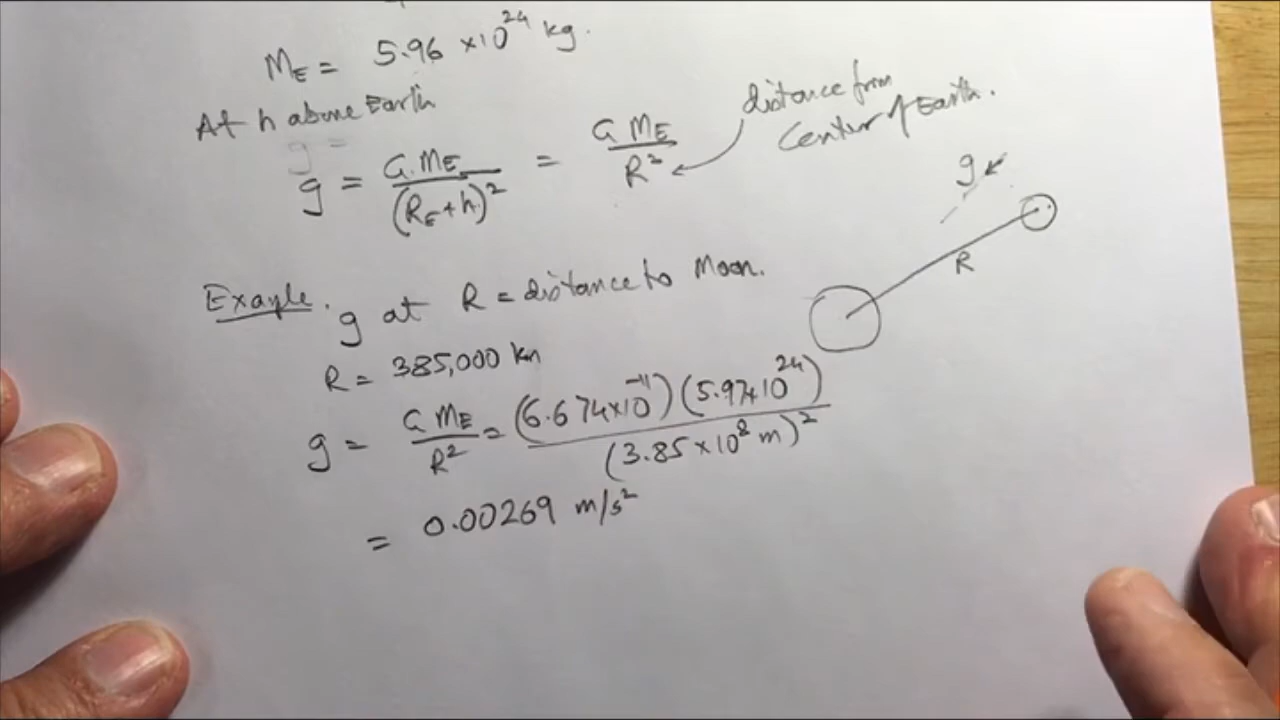 M_E = 5.96 ×10^24 kg.
At h above Earth
g =
g = G.M_E / (R_E+h)^2 = G M_E / R^2
distance from
Center of Earth.
g
R
Example. g at R = distance to Moon.
R = 385,000 km
g = G M_E / R^2 = (6.674×10^-11) (5.97×10^24) / (3.85×10^8 m)^2
= 0.00269 m/s^2